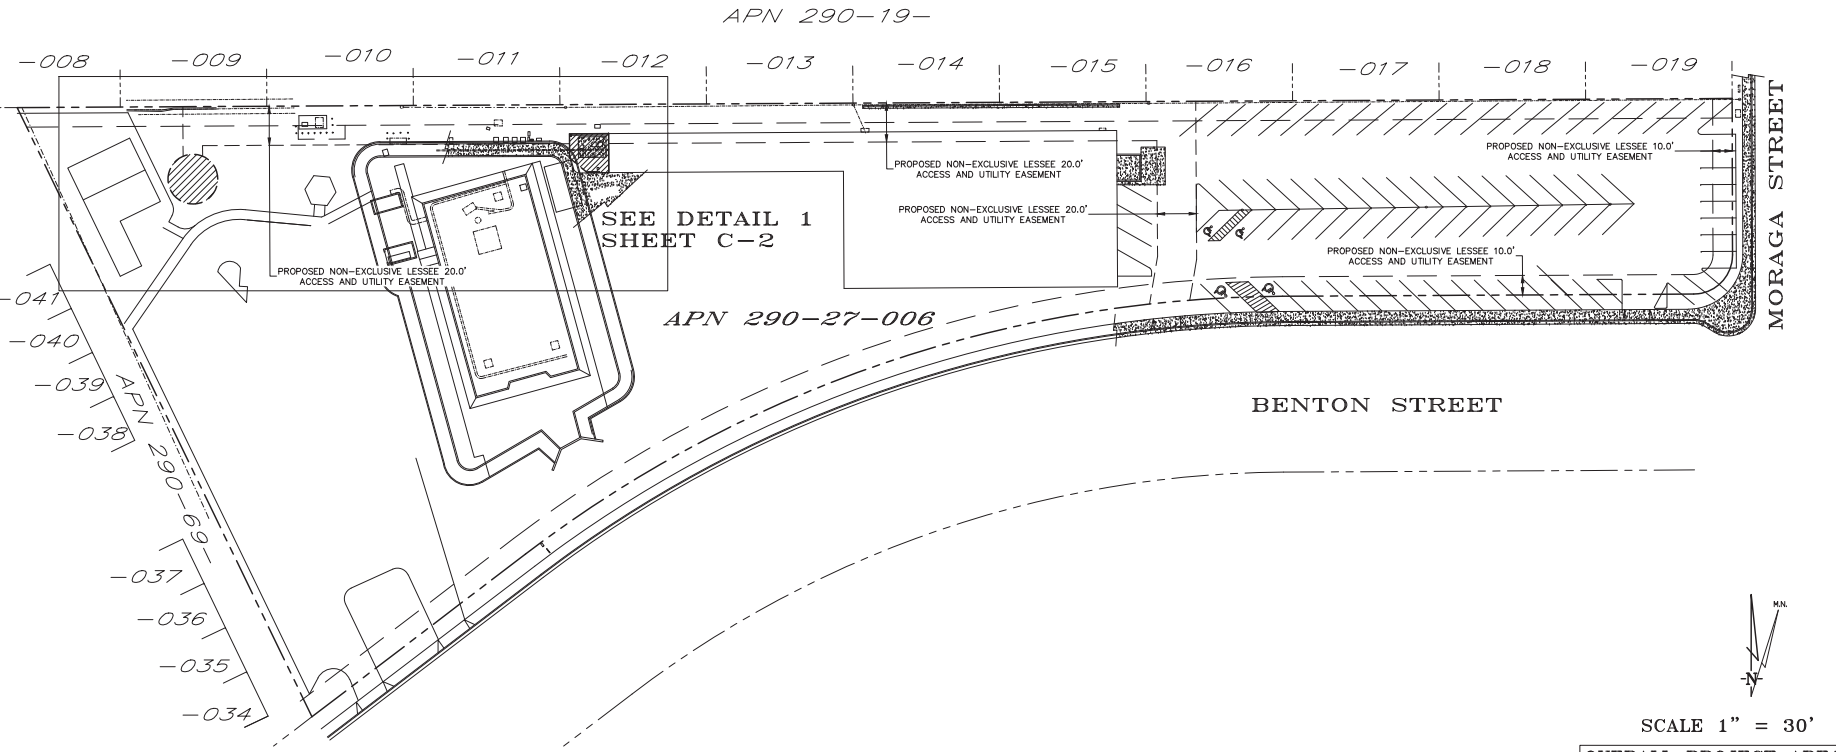 APN 290-19-
-008
-009
-010
-011
-012
-013
-014
-015
-016
-017
-018
-019
MORAGA STREET
PROPOSED NON-EXCLUSIVE LESSEE 10.0'
ACCESS AND UTILITY EASEMENT
PROPOSED NON-EXCLUSIVE LESSEE 20.0'
ACCESS AND UTILITY EASEMENT
PROPOSED NON-EXCLUSIVE LESSEE 20.0'
ACCESS AND UTILITY EASEMENT
SEE DETAIL 1
SHEET C-2
PROPOSED NON-EXCLUSIVE LESSEE 10.0'
ACCESS AND UTILITY EASEMENT
PROPOSED NON-EXCLUSIVE LESSEE 20.0'
ACCESS AND UTILITY EASEMENT
APN 290-27-006
-041
-040
-039
-038
APN 290-69-
BENTON STREET
-037
-036
-035
-034
M.N.
-N-
SCALE 1" = 30'
OVERALL PROJECT AREA